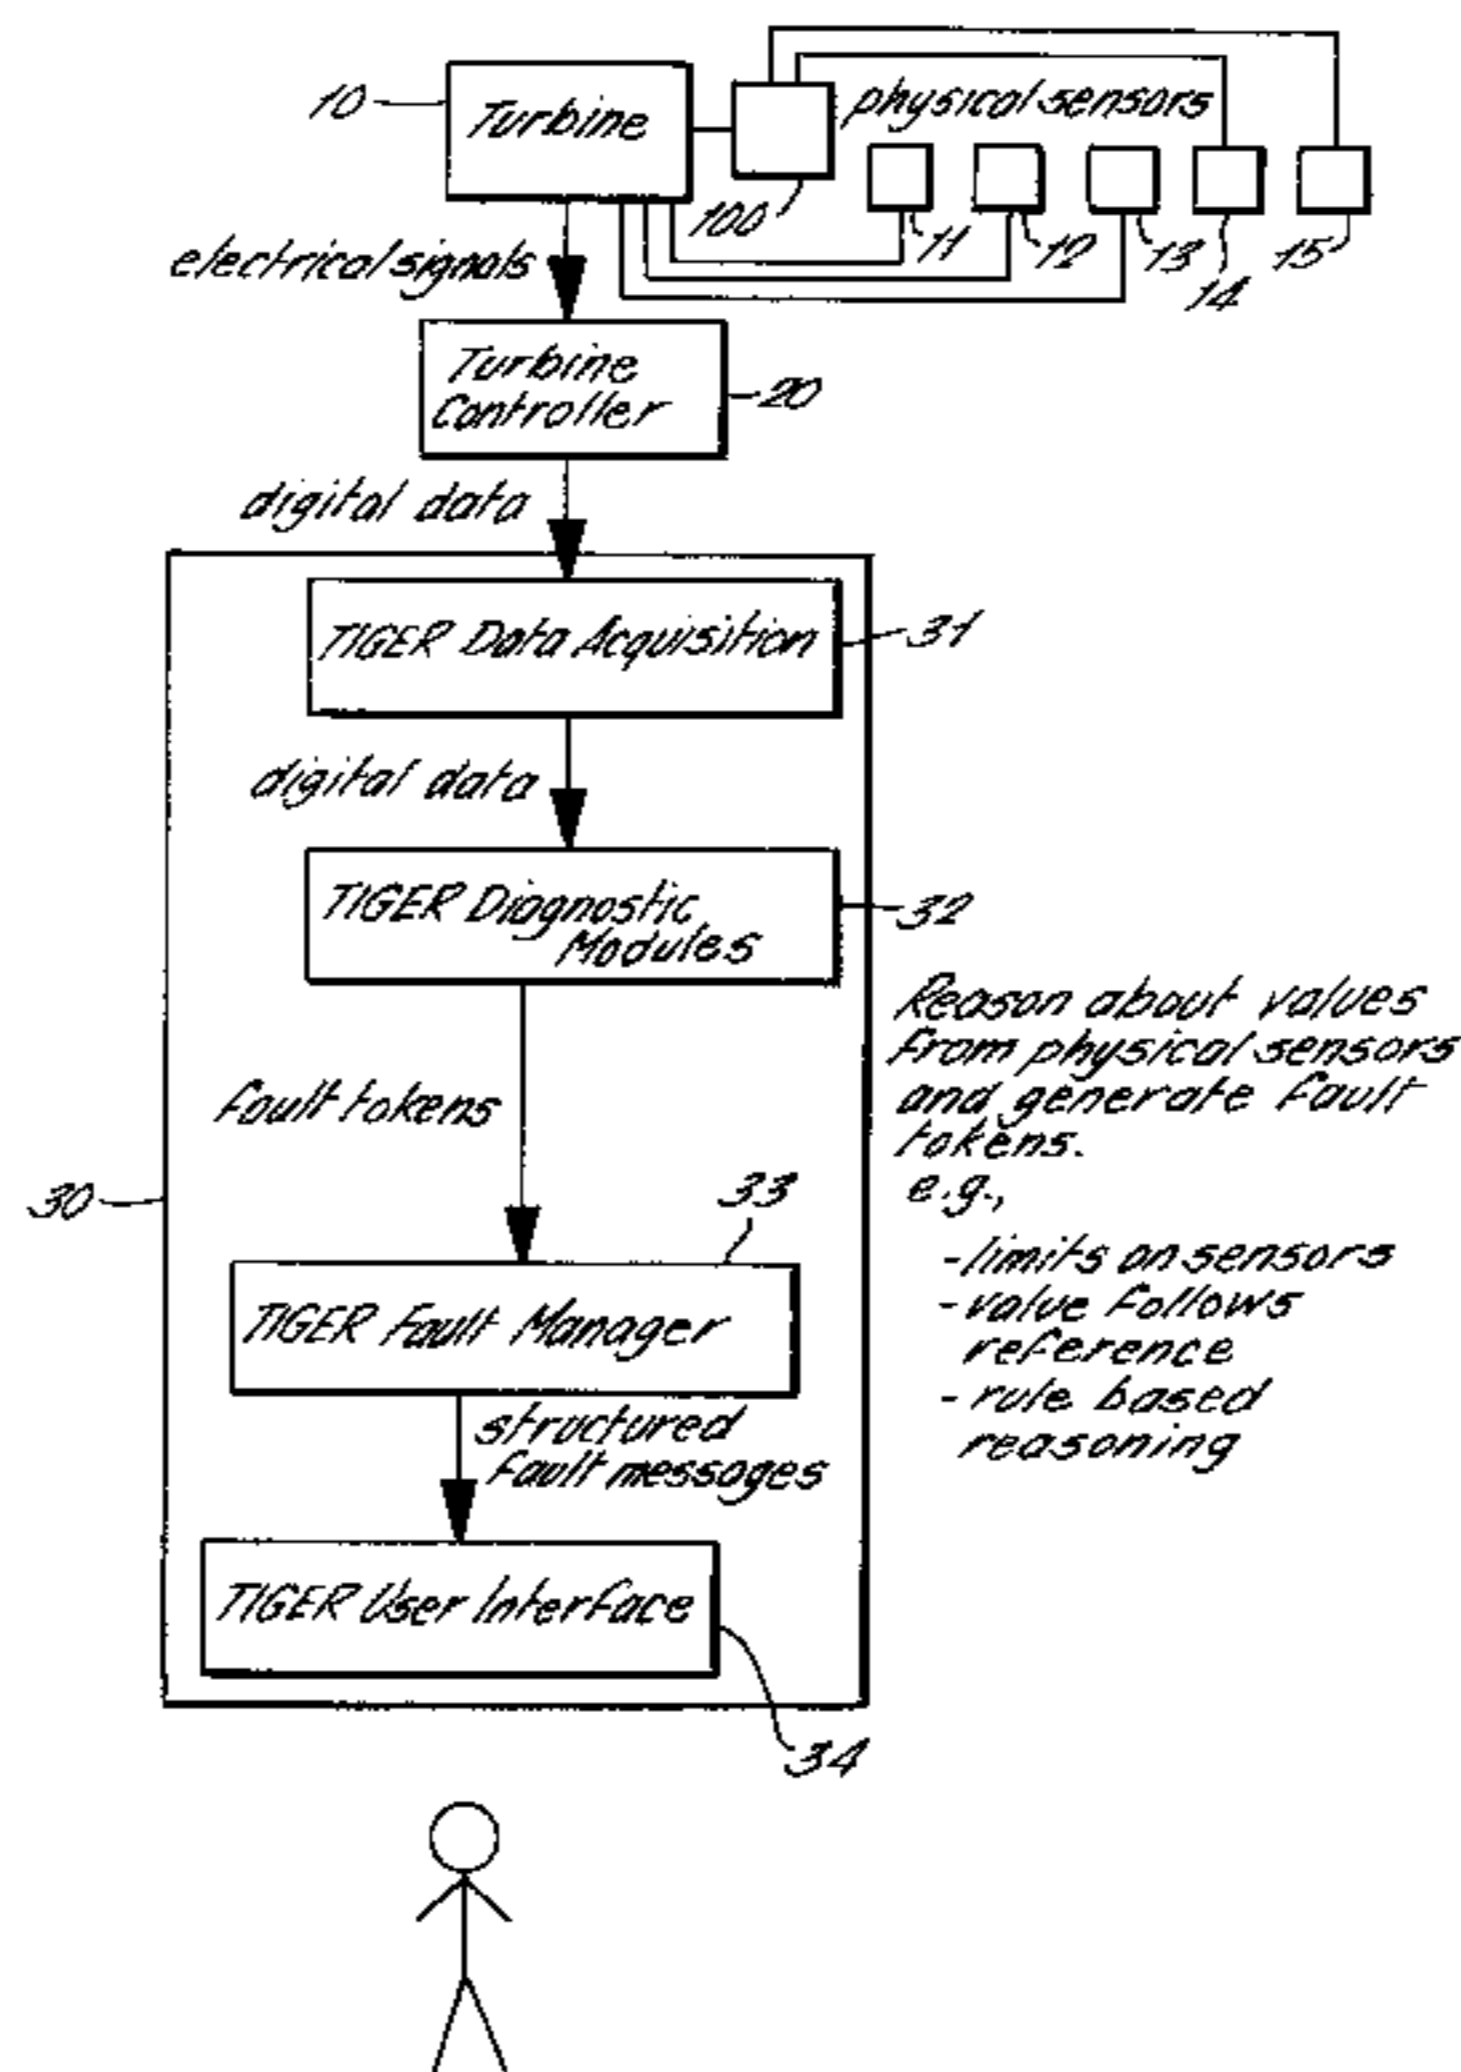 10
Turbine
physical sensors
100
11
12
13
14
15
electrical signals
Turbine
Controller
20
digital data
TIGER Data Acquisition
31
digital data
TIGER Diagnostic
Modules
32
Reason about values
from physical sensors
and generate fault
tokens.
e.g.,
-limits on sensors
-value follows
reference
-rule based
reasoning
fault tokens
30
33
TIGER Fault Manager
structured
fault messages
TIGER User Interface
34